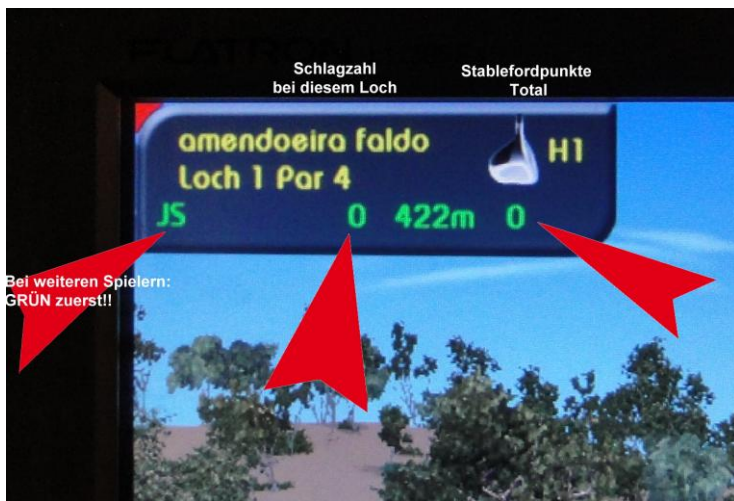 FLATRON
Schlagzahl
bei diesem Loch
Stablefordpunkte
Total
amendoeira faldo
H1
Loch 1 Par 4
JS 0 422m 0
Bei weiteren Spielern:
GRÜN zuerst!!